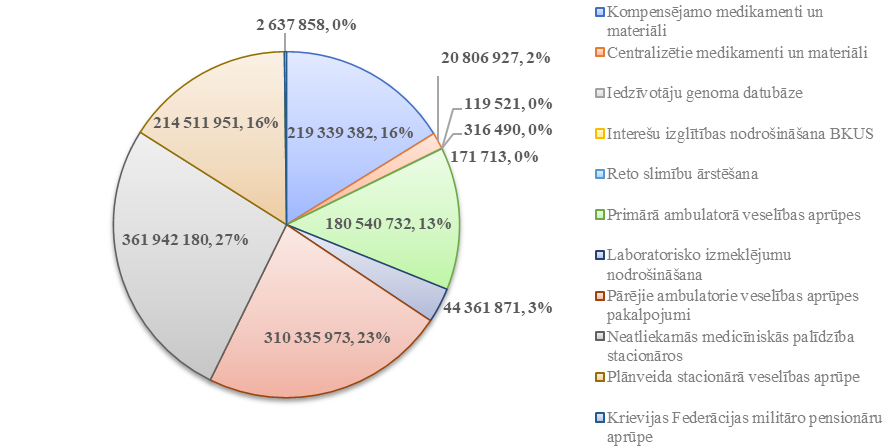 2 637 858, 0%
20 806 927, 2%
119 521, 0%
316 490, 0%
171 713, 0%
219 339 382, 16%
214 511 951, 16%
180 540 732, 13%
361 942 180, 27%
44 361 871, 3%
310 335 973, 23%
Kompensējamo medikamenti un
materiāli
Centralizētie medikamenti un materiāli
Iedzīvotāju genoma datubāze
Interešu izglītības nodrošināšana BKUS
Reto slimību ārstēšana
Primārā ambulatorā veselības aprūpes
Laboratorisko izmeklējumu
nodrošināšana
Pārējie ambulatorie veselības aprūpes
pakalpojumi
Neatliekamās medicīniskās palīdzība
stacionāros
Plānveida stacionārā veselības aprūpe
Krievijas Federācijas militāro pensionāru
aprūpe